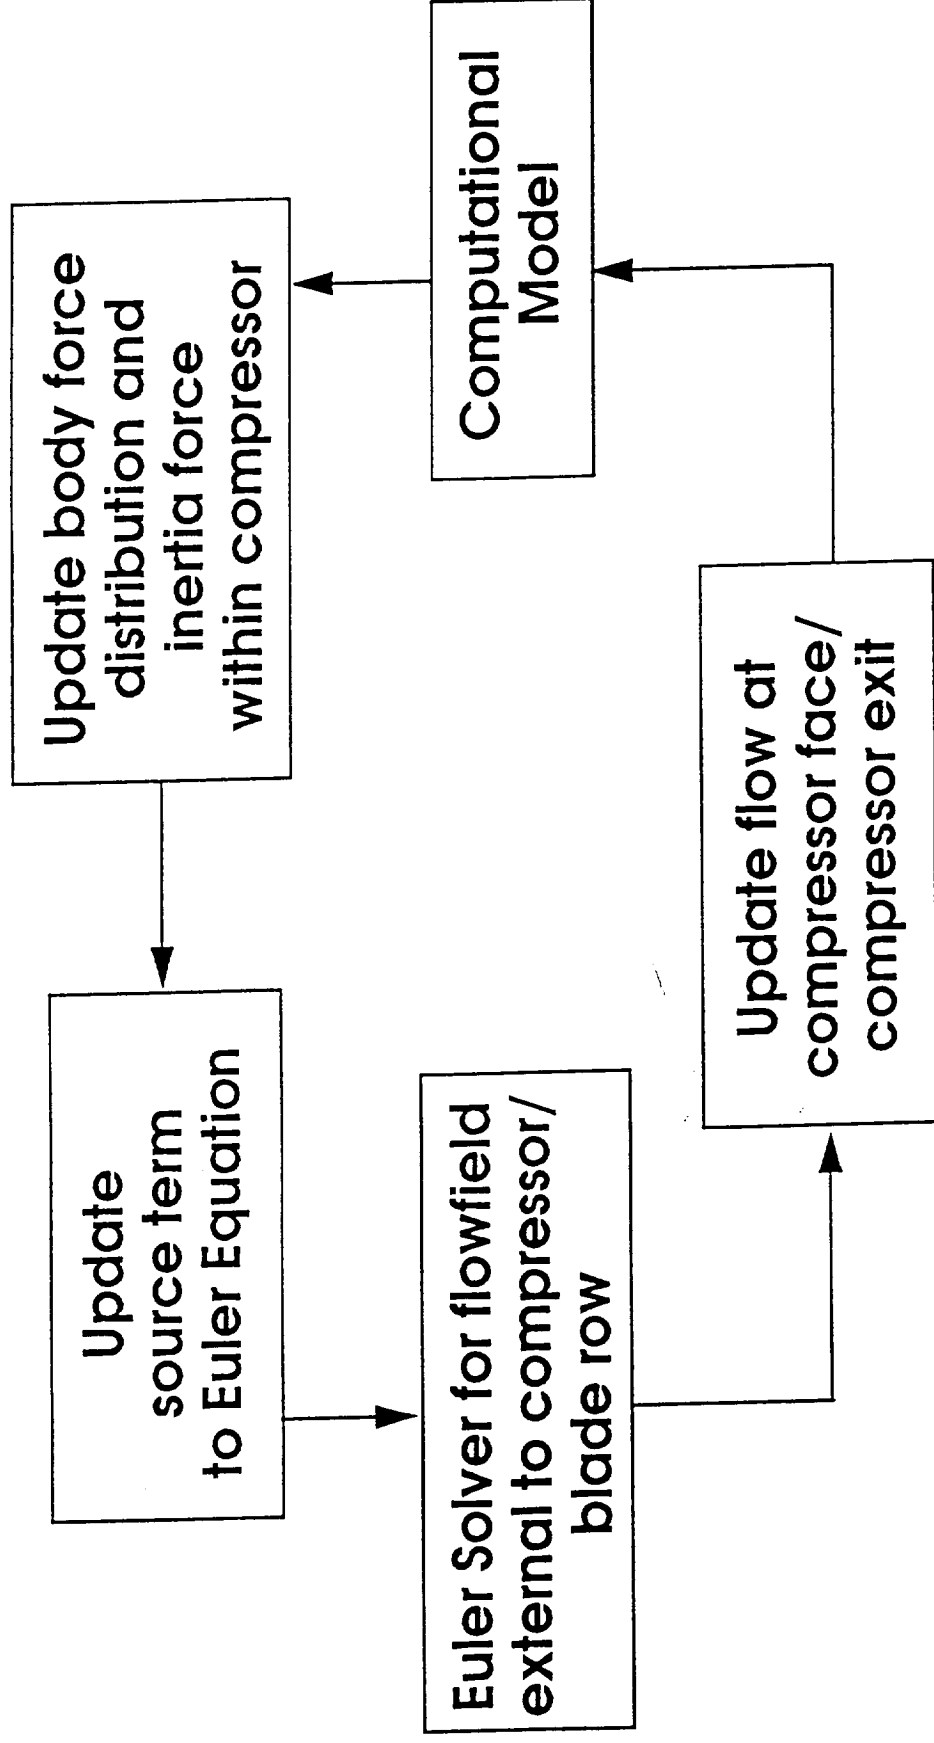 Update
source term
to Euler Equation
Update body force
distribution and
inertia force
within compressor
Euler Solver for flowfield
external to compressor/
blade row
Computational
Model
Update flow at
compressor face/
compressor exit